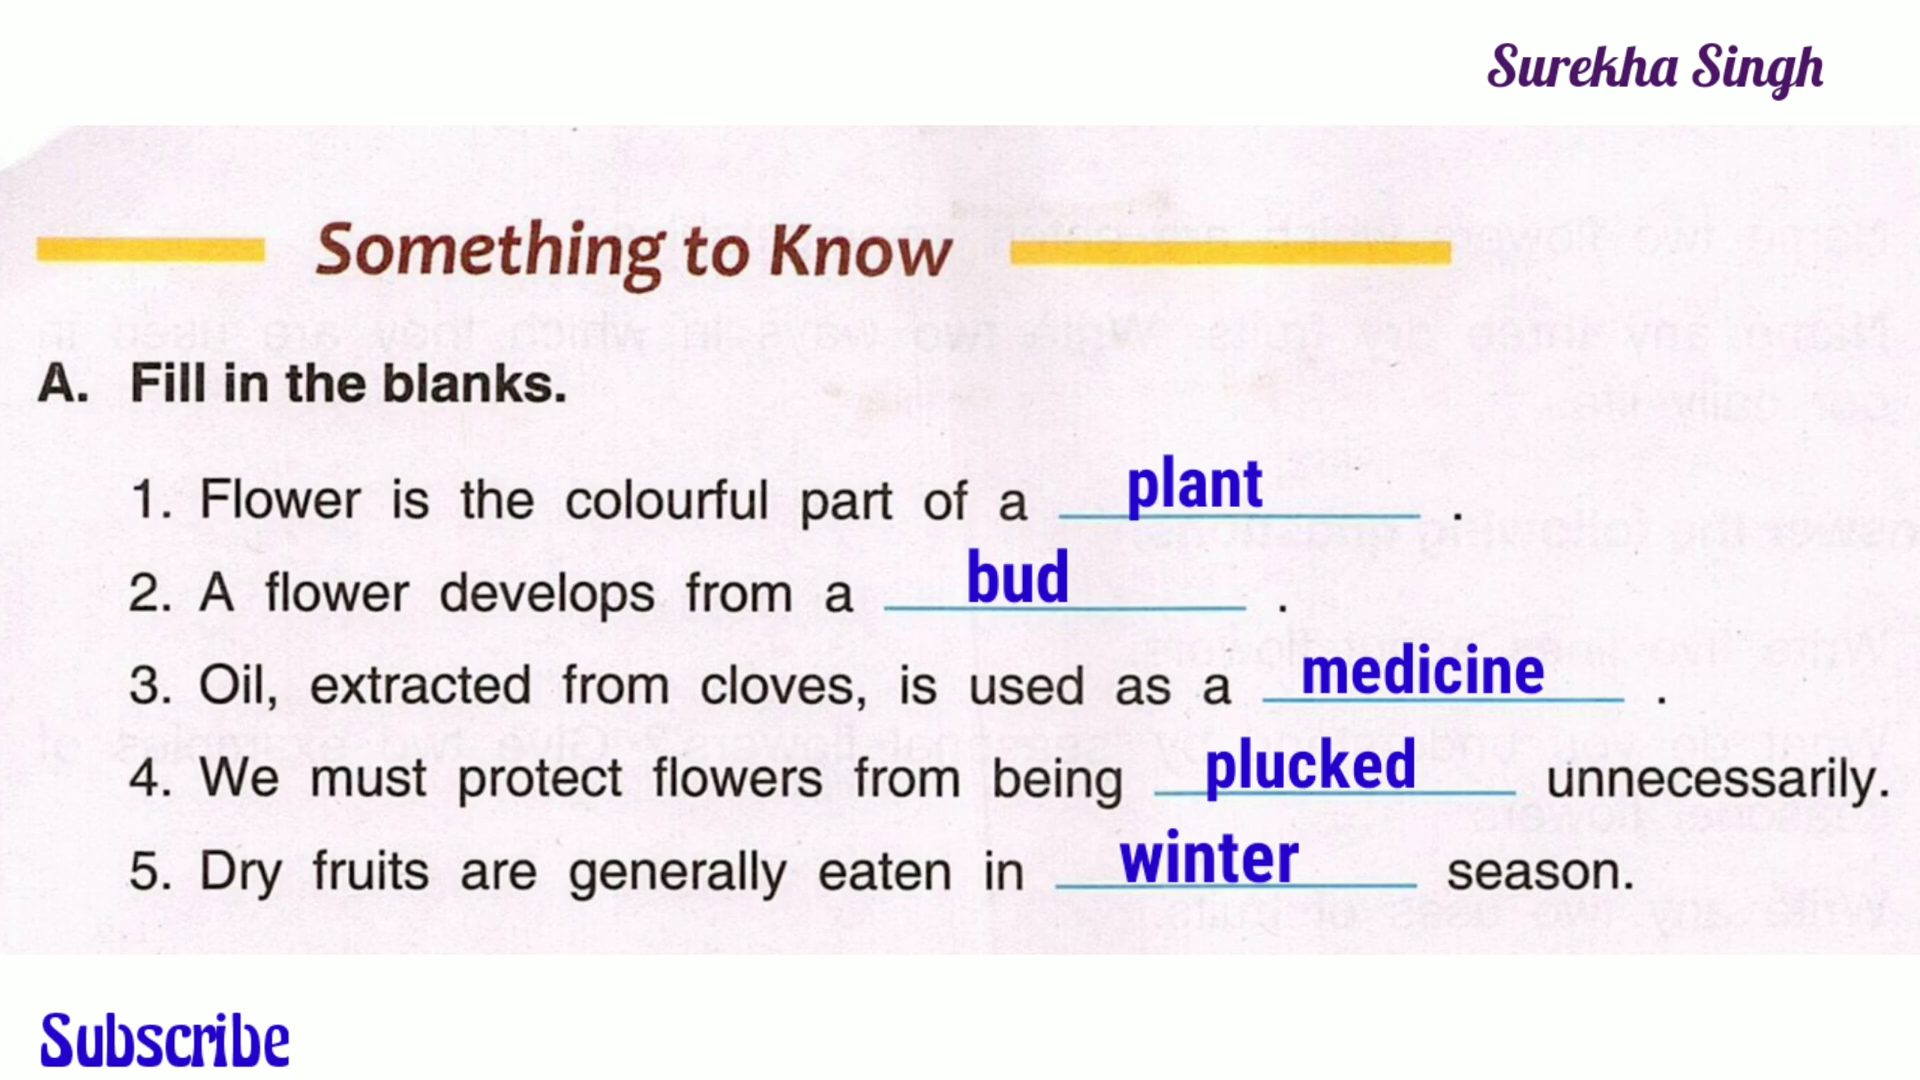 Surekha Singh
Something to Know
A. Fill in the blanks.
1. Flower is the colourful part of a plant .
2. A flower develops from a bud .
3. Oil, extracted from cloves, is used as a medicine .
4. We must protect flowers from being plucked unnecessarily.
5. Dry fruits are generally eaten in winter season.
Subscribe